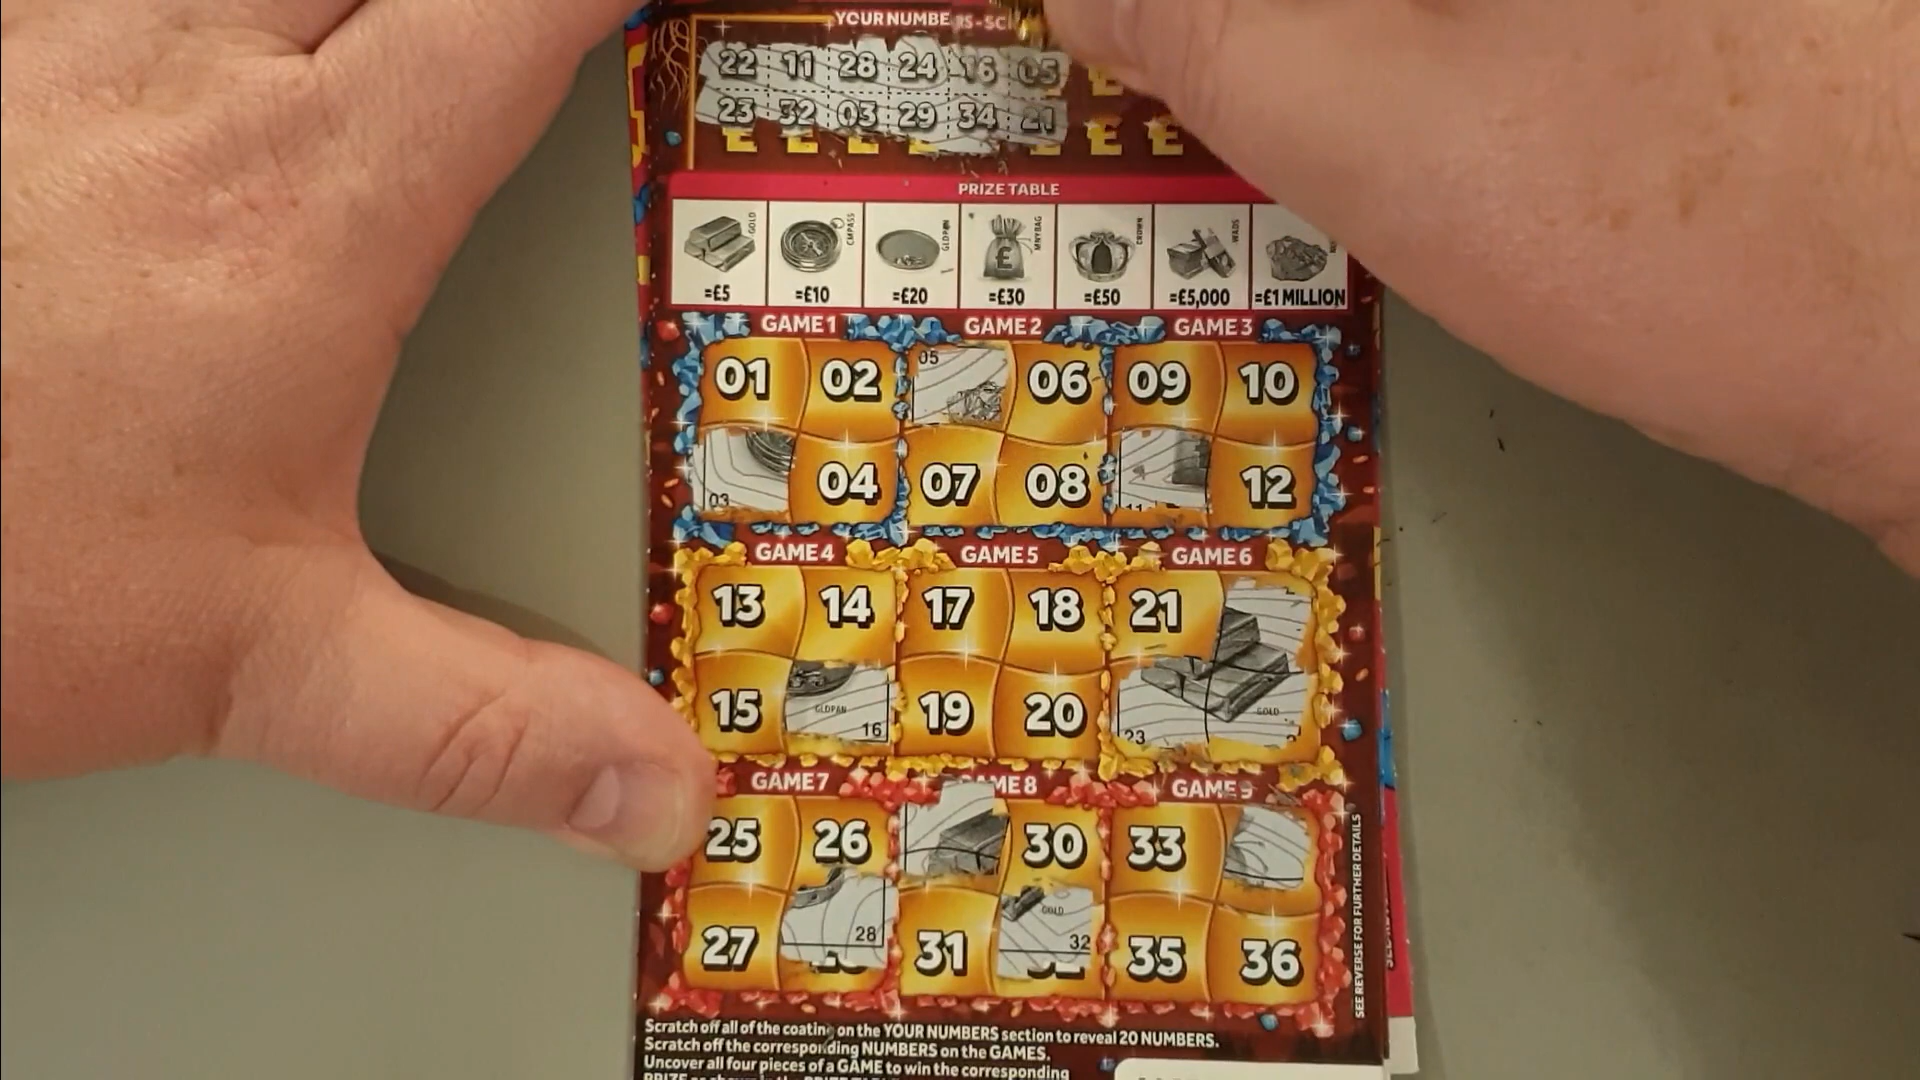 YOUR NUMBERS-SC
22 11 28 24 16 05
23 32 03 29 34 21
£ £ £ £ £ £ £
PRIZE TABLE
GOLD CMPASS GLDPAN MNYBAG CROWN WADS
=£5 =£10 =£20 =£30 =£50 =£5,000 =£1 MILLION
GAME 1 GAME 2 GAME 3
01 02 05 06 09 10
03 04 07 08 11 12
GAME 4 GAME 5 GAME 6
13 14 17 18 21
15 GLDPAN 16 19 20 23 GOLD
GAME 7 GAME 8 GAME 9
25 26 30 33
27 28 31 GOLD 32 35 36
SEE REVERSE FOR FURTHER DETAILS
Scratch off all of the coating on the YOUR NUMBERS section to reveal 20 NUMBERS.
Scratch off the corresponding NUMBERS on the GAMES.
Uncover all four pieces of a GAME to win the corresponding